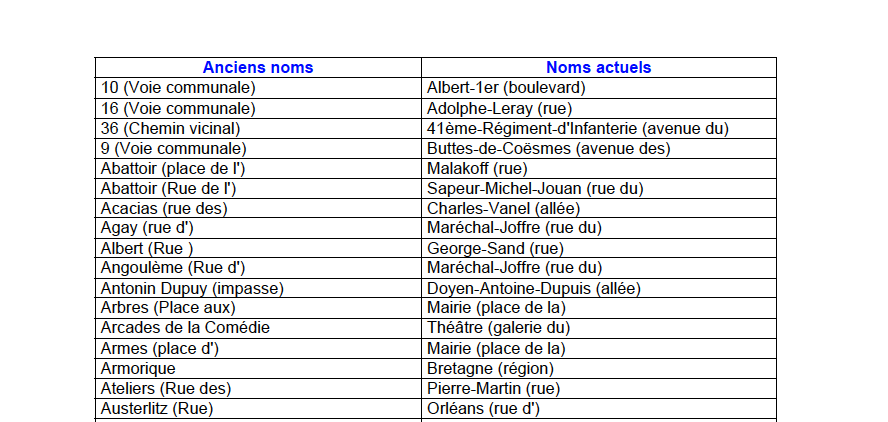 Anciens noms Noms actuels
10 (Voie communale) Albert-1er (boulevard)
16 (Voie communale) Adolphe-Leray (rue)
36 (Chemin vicinal) 41ème-Régiment-d'Infanterie (avenue du)
9 (Voie communale) Buttes-de-Coësmes (avenue des)
Abattoir (place de l') Malakoff (rue)
Abattoir (Rue de l') Sapeur-Michel-Jouan (rue du)
Acacias (rue des) Charles-Vanel (allée)
Agay (rue d') Maréchal-Joffre (rue du)
Albert (Rue ) George-Sand (rue)
Angoulème (Rue d') Maréchal-Joffre (rue du)
Antonin Dupuy (impasse) Doyen-Antoine-Dupuis (allée)
Arbres (Place aux) Mairie (place de la)
Arcades de la Comédie Théâtre (galerie du)
Armes (place d') Mairie (place de la)
Armorique Bretagne (région)
Ateliers (Rue des) Pierre-Martin (rue)
Austerlitz (Rue) Orléans (rue d')